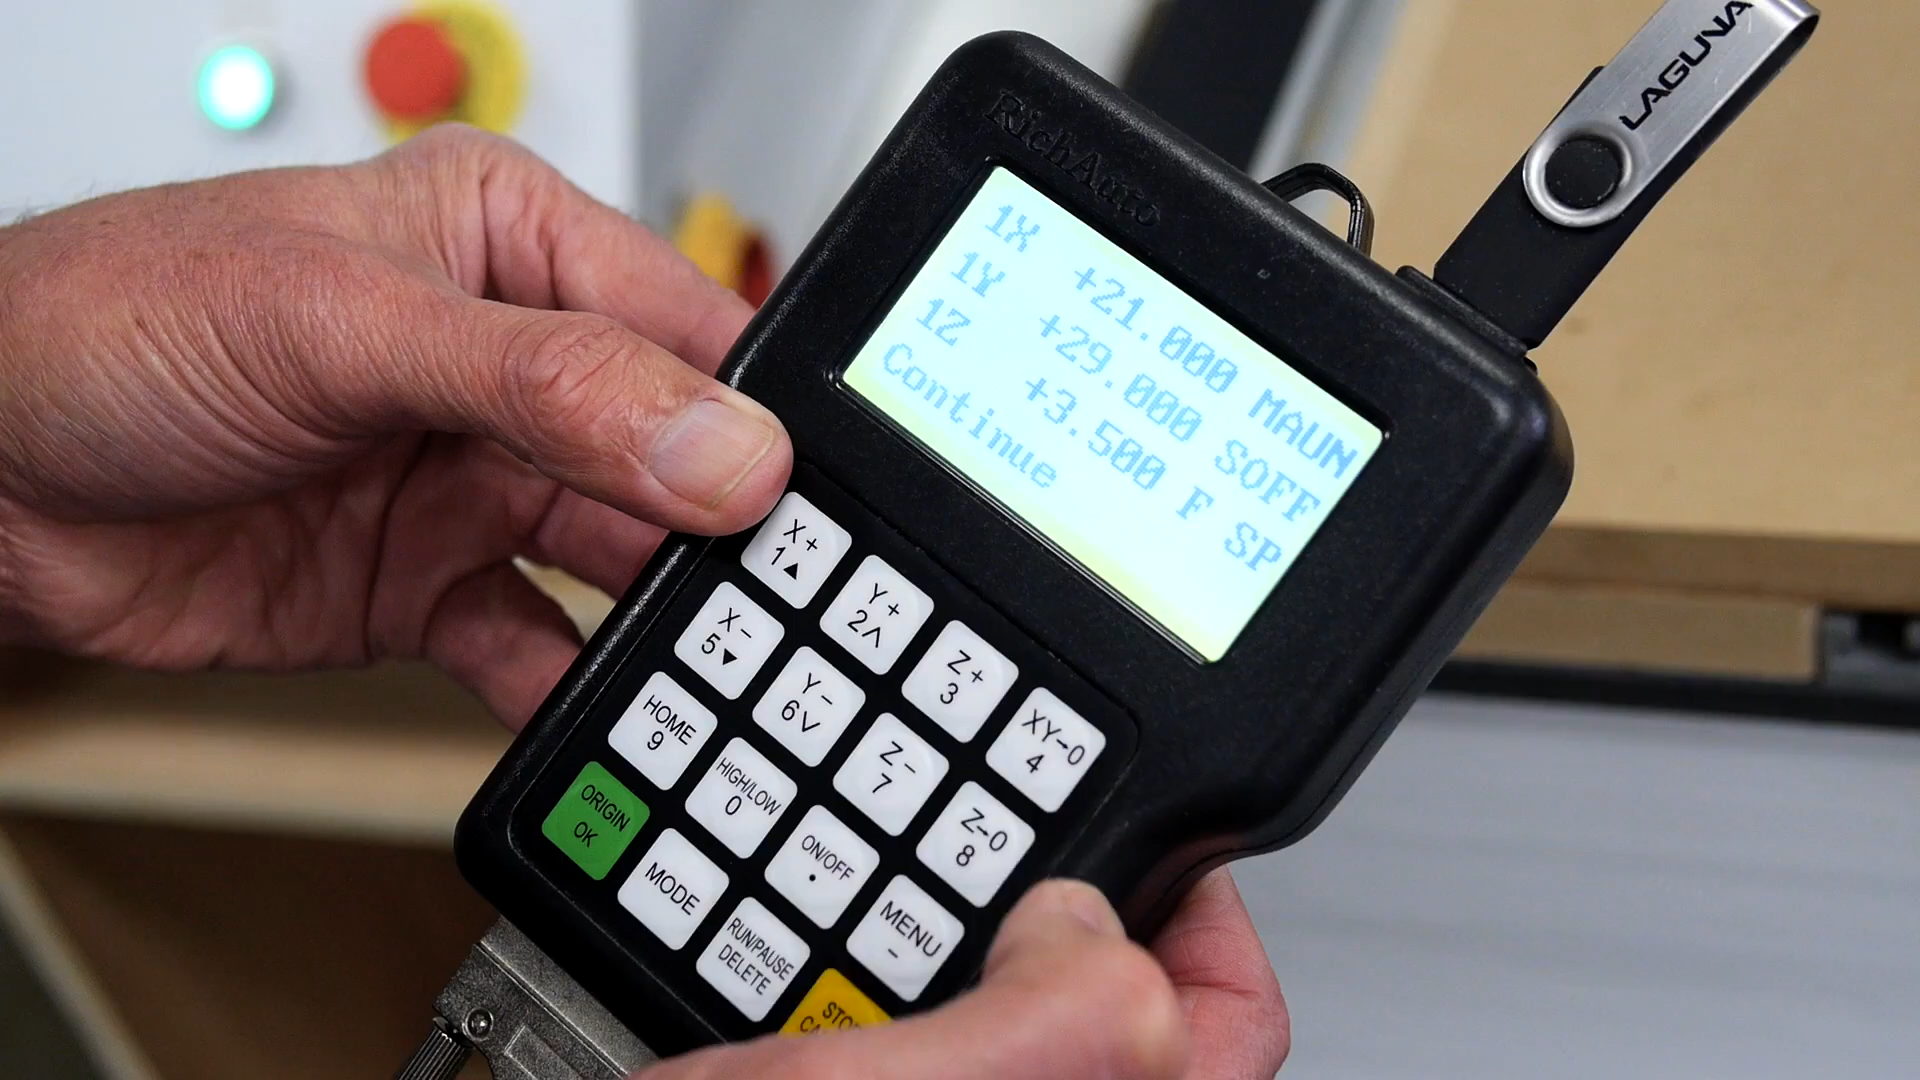 LAGUNA
RichAuto
1X +21.000 MAUN
1Y +29.000 SOFF
1Z +3.500 F SP
Continue
X+
1▲
Y+
2∧
Z+
3
XY→0
4
X-
5▼
Y-
6∨
Z-
7
Z→0
8
HOME
9
HIGH/LOW
0
ON/OFF
•
MENU
-
ORIGIN
OK
MODE
RUN/PAUSE
DELETE